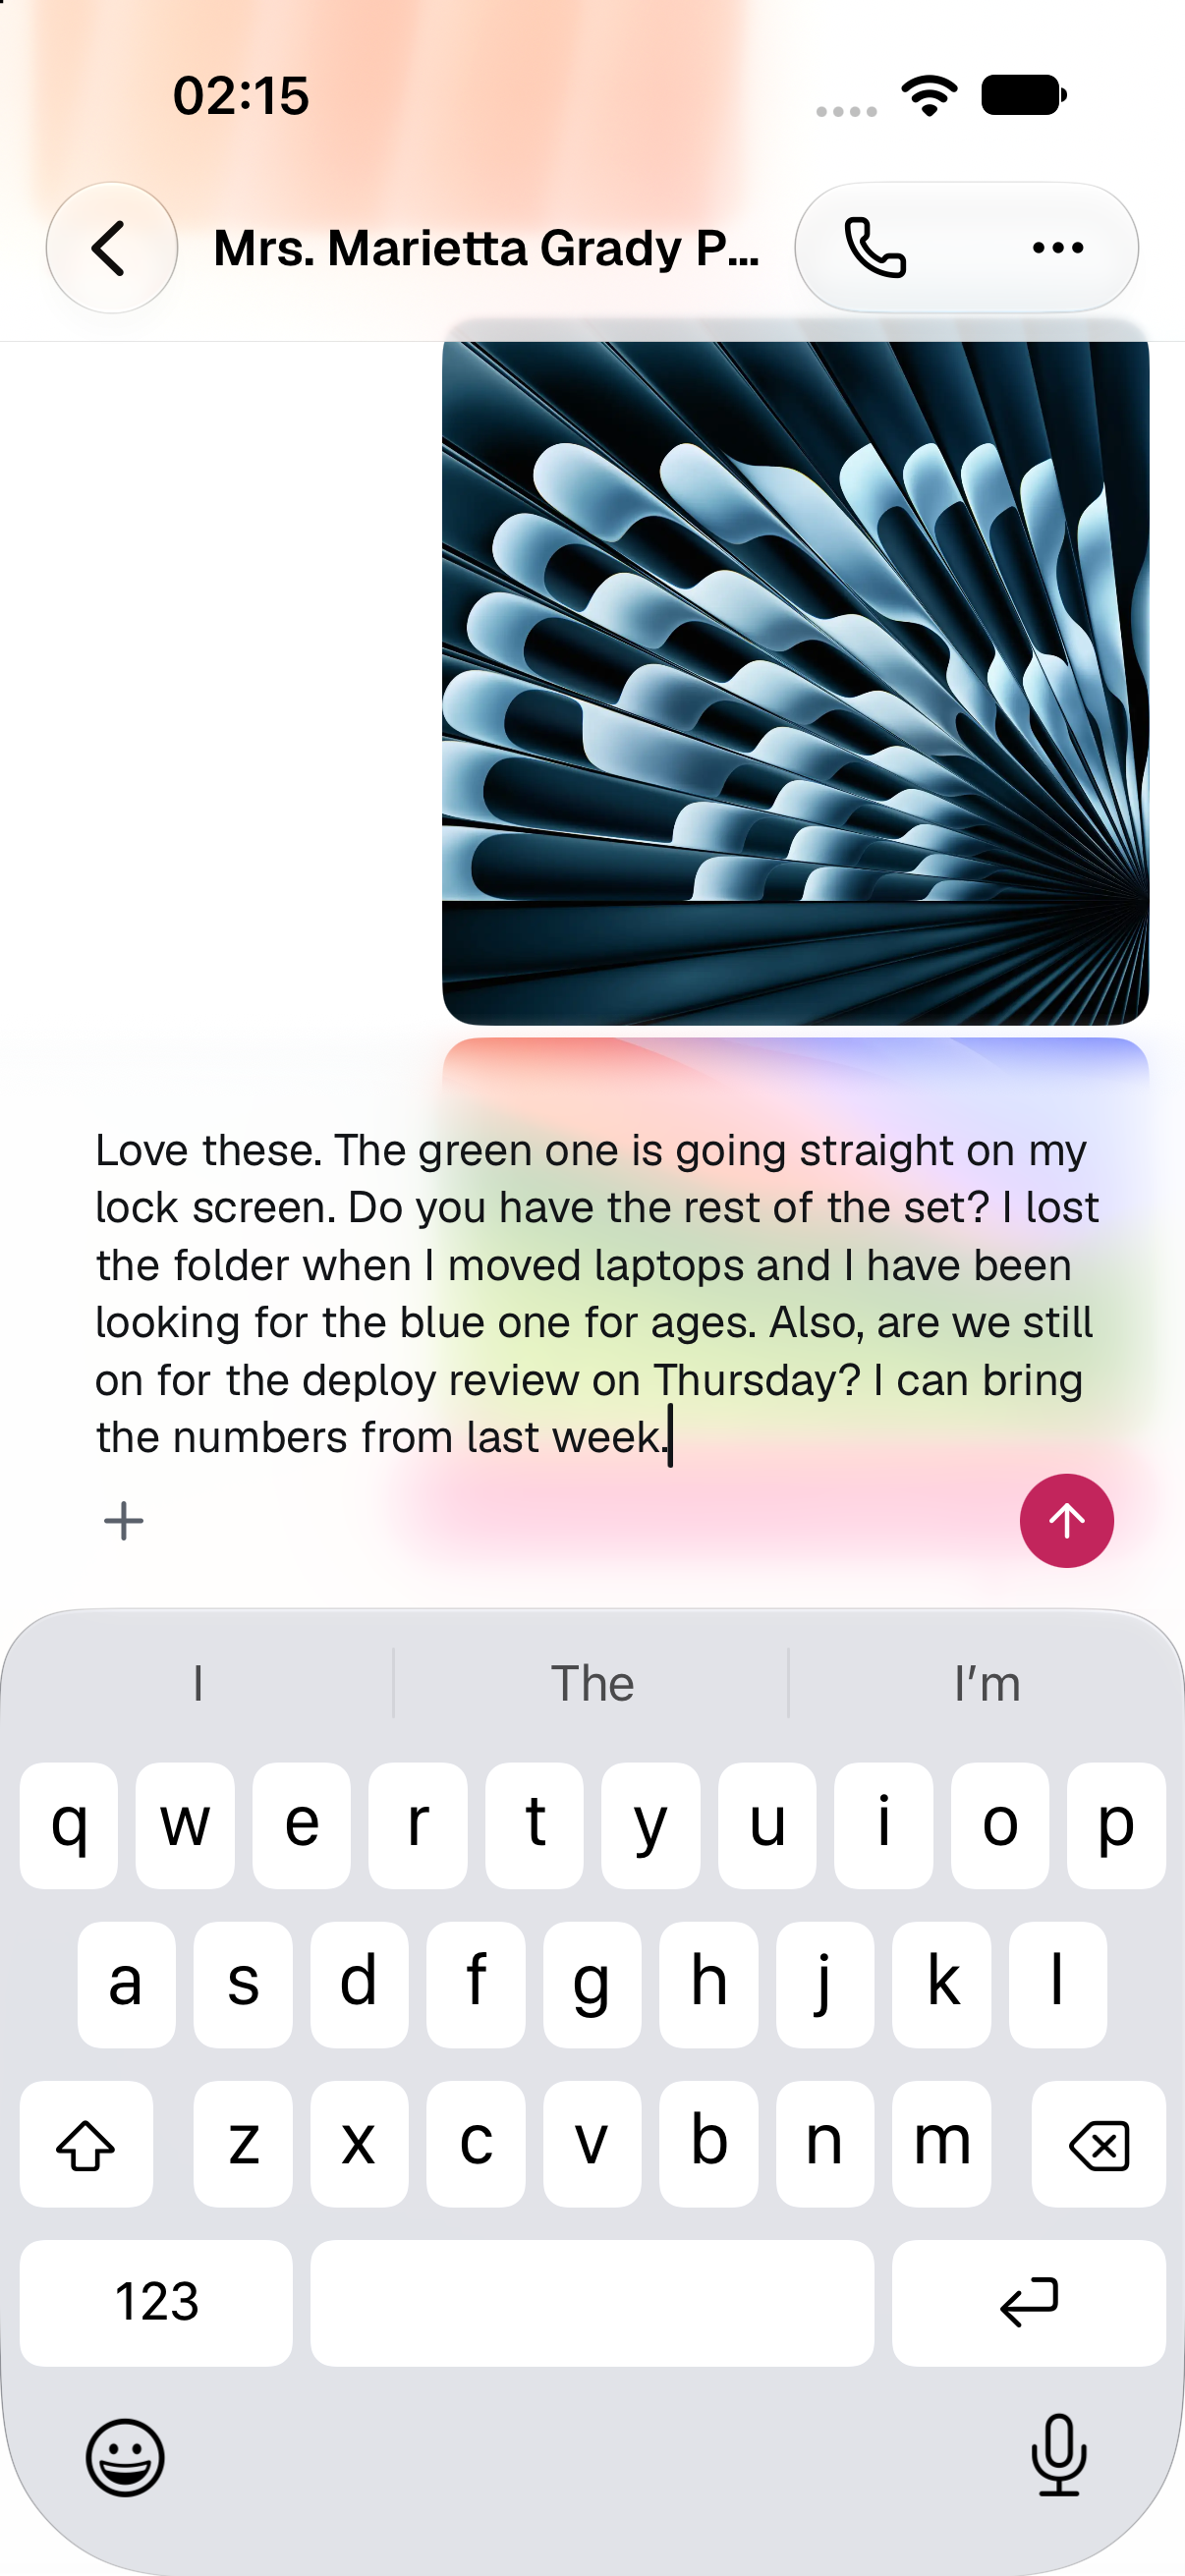 02:15
Mrs. Marietta Grady P...
Love these. The green one is going straight on my
lock screen. Do you have the rest of the set? I lost
the folder when I moved laptops and I have been
looking for the blue one for ages. Also, are we still
on for the deploy review on Thursday? I can bring
the numbers from last week.
I The I’m
q w e r t y u i o p
a s d f g h j k l
z x c v b n m
123